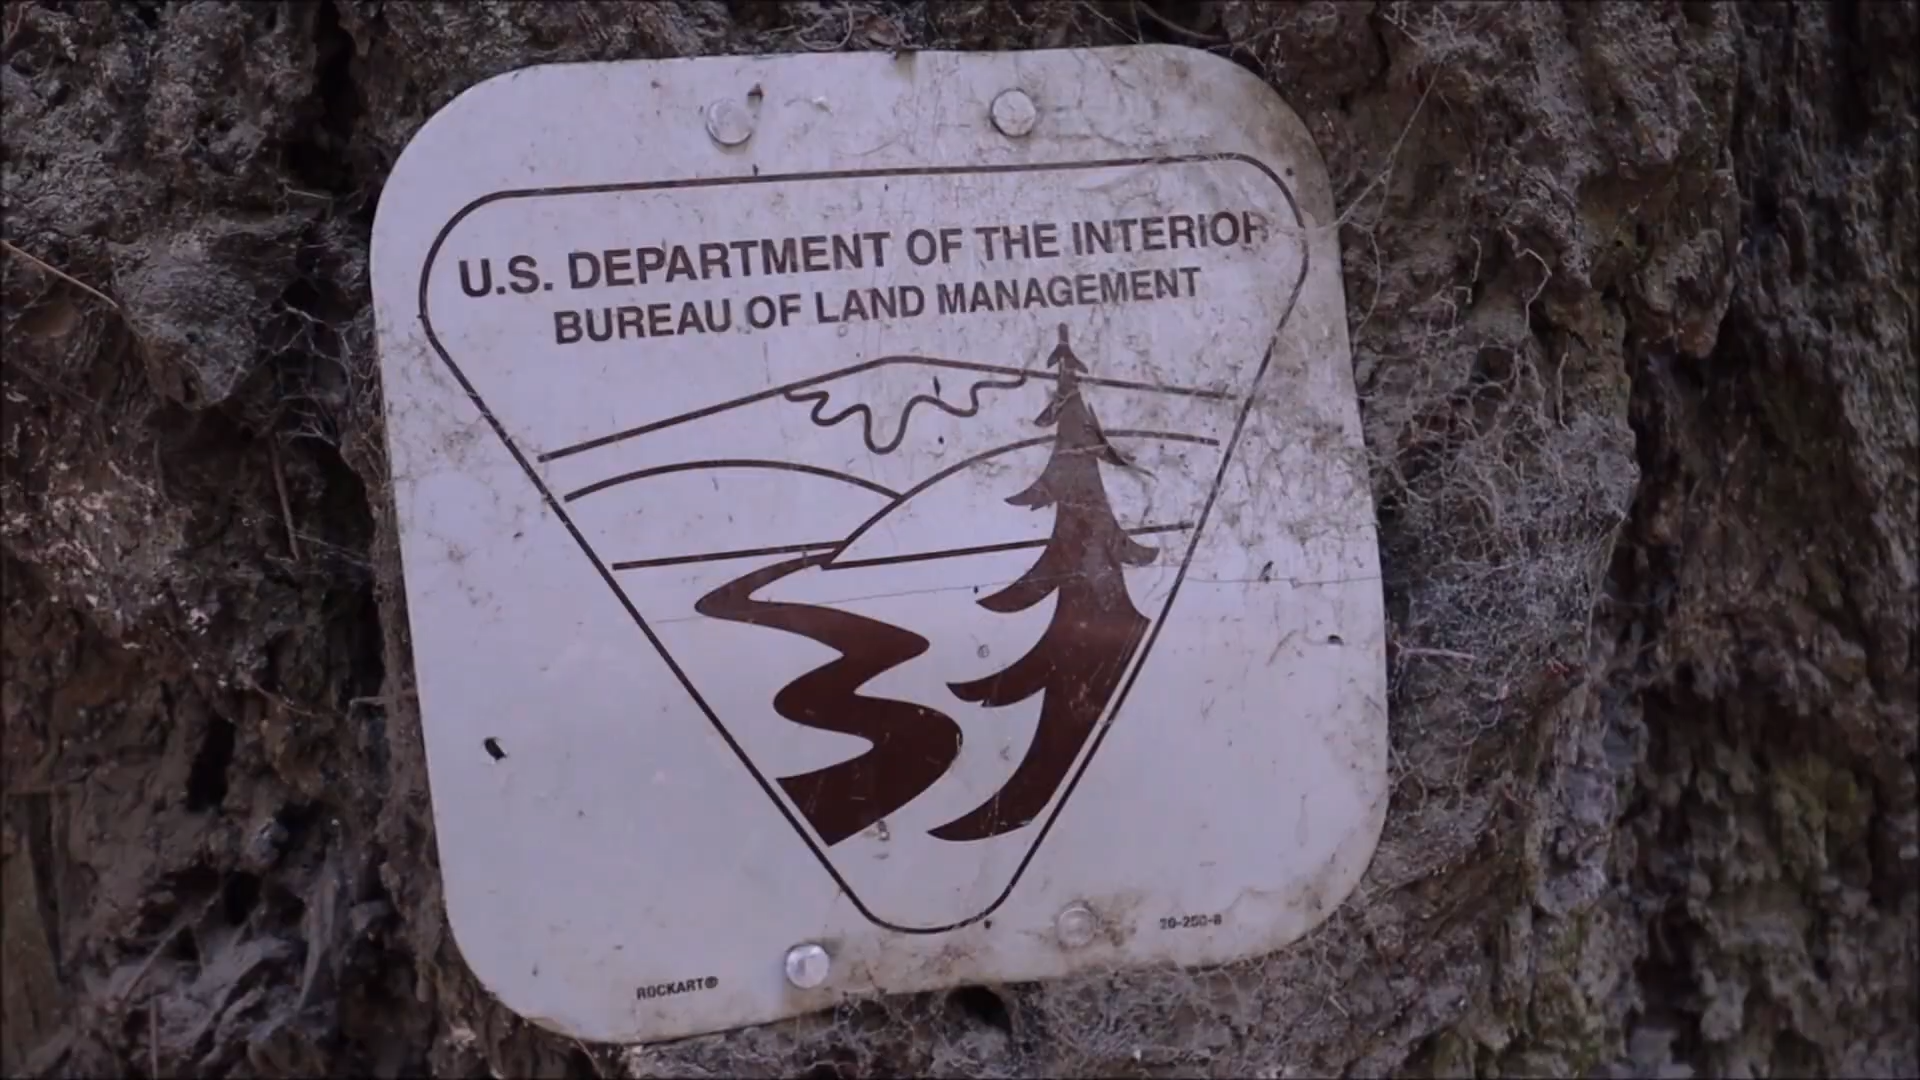 U.S. DEPARTMENT OF THE INTERIOR
BUREAU OF LAND MANAGEMENT
ROCKART®